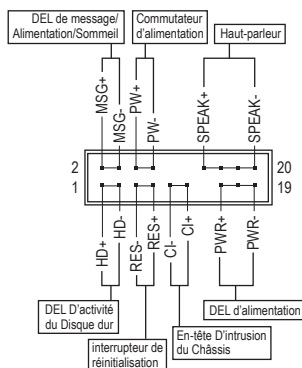 DEL de message/
Alimentation/Sommeil
Commutateur
d'alimentation
Haut-parleur
MSG+
MSG-
PW+
PW-
SPEAK+
SPEAK-
2
20
1
19
HD+
HD-
RES-
RES+
CI-
CI+
PWR+
PWR-
DEL D'activité
du Disque dur
interrupteur de
réinitialisation
En-tête D'intrusion
du Châssis
DEL d'alimentation